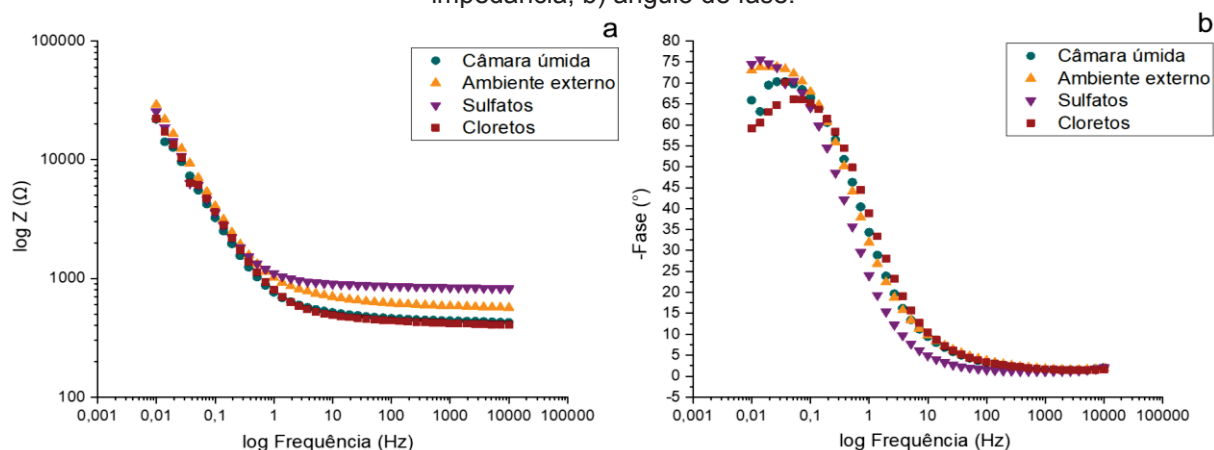 impedância; b) ângulo de fase.
a
100000
10000
1000
100
log Z (Ω)
Câmara úmida
Ambiente externo
Sulfatos
Cloretos
0,001 0,01 0,1 1 10 100 1000 10000 100000
log Frequência (Hz)
b
80
75
70
65
60
55
50
45
40
35
30
25
20
15
10
5
0
-5
-Fase (°)
Câmara úmida
Ambiente externo
Sulfatos
Cloretos
0,001 0,01 0,1 1 10 100 1000 10000 100000
log Frequência (Hz)